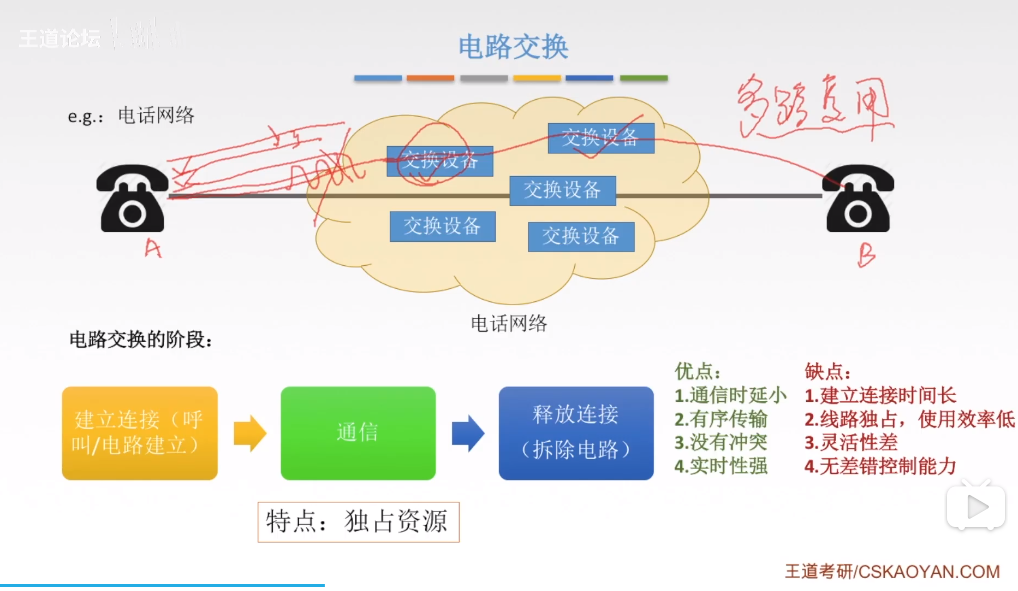 王道论坛
电路交换
多路复用
e.g.：电话网络
交换设备
交换设备
交换设备
交换设备
交换设备
A
B
电话网络
电路交换的阶段：
建立连接（呼
叫/电路建立）
通信
释放连接
（拆除电路）
优点：
1.通信时延小
2.有序传输
3.没有冲突
4.实时性强
缺点：
1.建立连接时间长
2.线路独占，使用效率低
3.灵活性差
4.无差错控制能力
特点：独占资源
王道考研/CSKAOYAN.COM